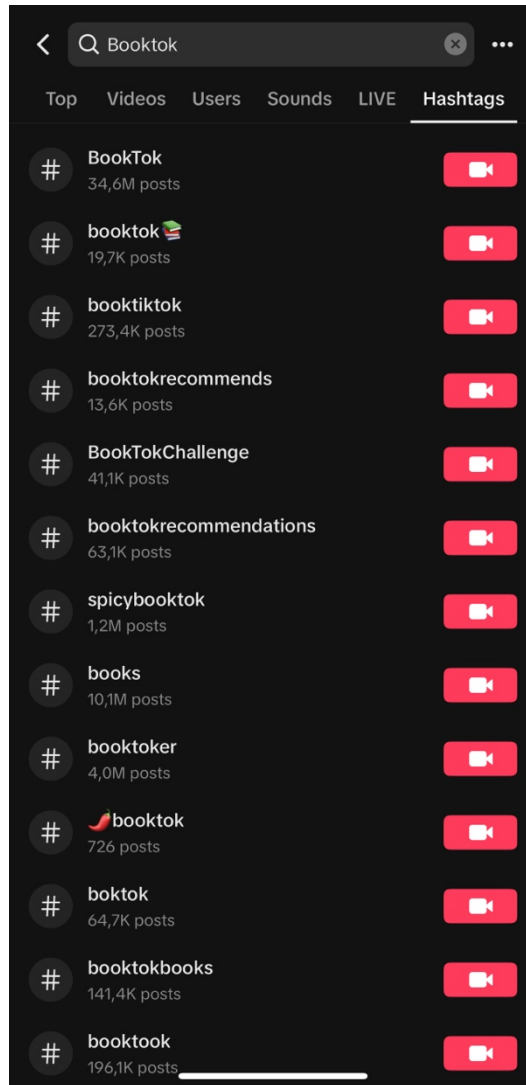 Booktok
Top Videos Users Sounds LIVE Hashtags
# BookTok
34,6M posts
# booktok📚
19,7K posts
# booktiktok
273,4K posts
# booktokrecommends
13,6K posts
# BookTokChallenge
41,1K posts
# booktokrecommendations
63,1K posts
# spicybooktok
1,2M posts
# books
10,1M posts
# booktoker
4,0M posts
# 🌶️booktok
726 posts
# boktok
64,7K posts
# booktokbooks
141,4K posts
# booktook
196,1K posts